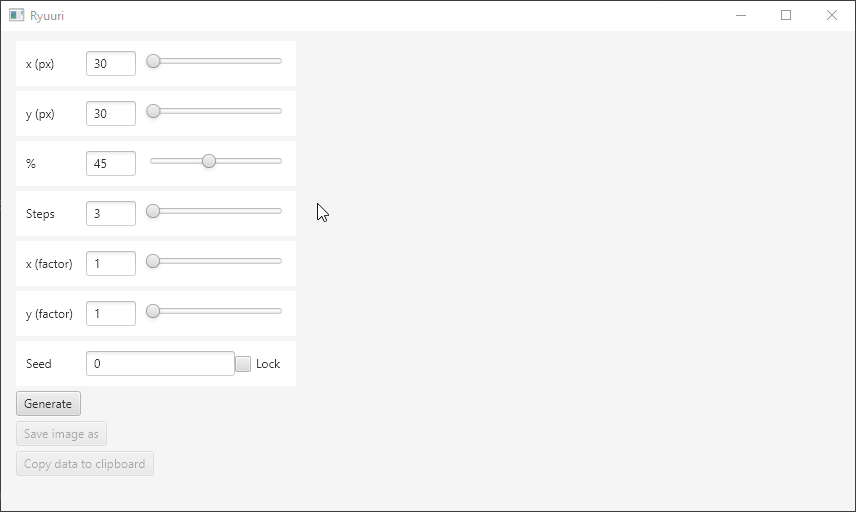 Ryuuri
x (px) 30
y (px) 30
% 45
Steps 3
x (factor) 1
y (factor) 1
Seed 0 Lock
Generate
Save image as
Copy data to clipboard